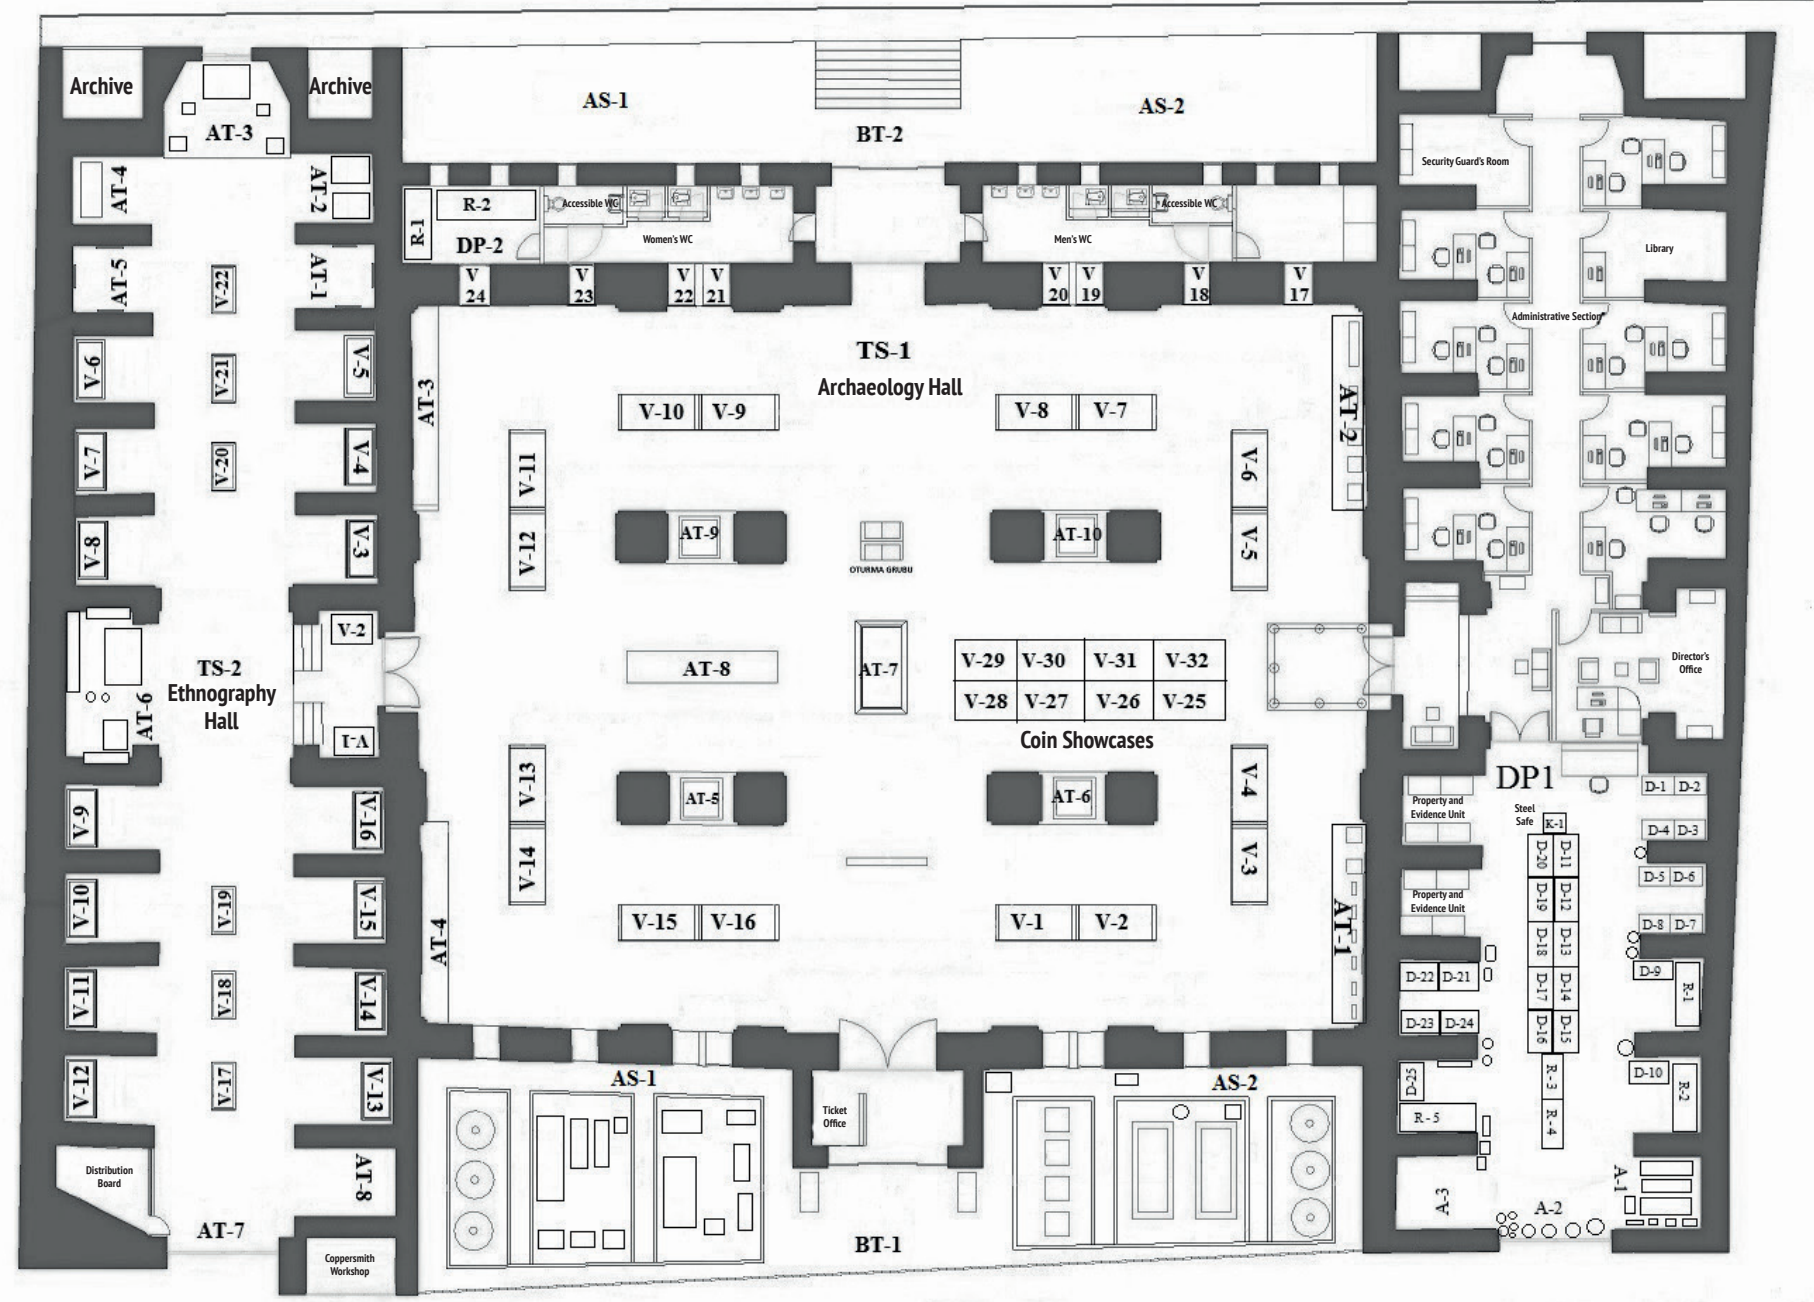 Archive
Archive
AT-3
AT-4
AT-2
AT-5
AT-1
V-22
V-6
V-5
V-21
V-7
V-4
V-20
V-8
V-3
V-2
TS-2
Ethnography
Hall
AT-6
V-1
V-9
V-16
V-10
V-19
V-15
V-11
V-18
V-14
V-12
V-17
V-13
Distribution
Board
AT-8
AT-7
Coppersmith
Workshop
AS-1
BT-2
AS-2
R-1
R-2
DP-2
Accessible WC
Women's WC
Accessible WC
Men's WC
V
24
V
23
V
22
V
21
V
20
V
19
V
18
V
17
TS-1
Archaeology Hall
AT-3
AT-2
V-10
V-9
V-8
V-7
V-11
V-6
V-12
V-5
AT-9
AT-10
OTURMA GRUBU
AT-8
AT-7
V-29
V-30
V-31
V-32
V-28
V-27
V-26
V-25
Coin Showcases
V-13
V-4
AT-5
AT-6
V-14
V-3
V-15
V-16
V-1
V-2
AT-4
AT-1
AS-1
AS-2
Ticket
Office
BT-1
Security Guard's Room
Library
Administrative Section
Director's
Office
DP1
Property and
Evidence Unit
Steel
Safe
K-1
D-1
D-2
D-4
D-3
D-20
D-11
D-5
D-6
Property and
Evidence Unit
D-19
D-12
D-8
D-7
D-18
D-13
D-22
D-21
D-9
R-1
D-17
D-14
D-23
D-24
D-16
D-15
D-25
D-10
R-2
R-3
R-5
R-4
A-3
A-2
A-1